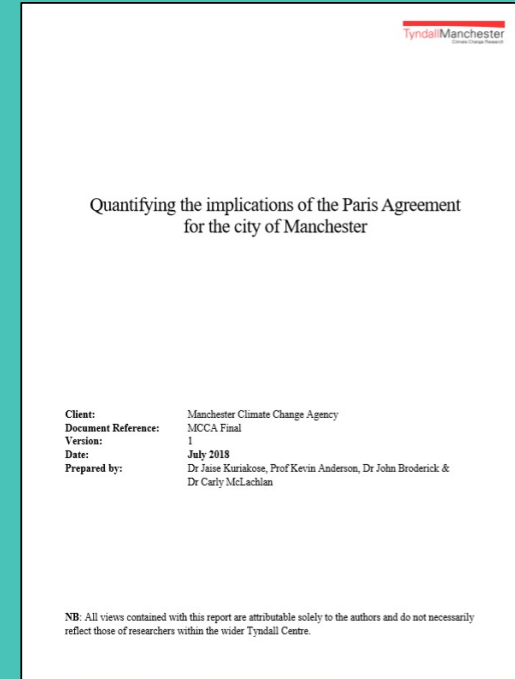 TyndallManchester
Climate Change Research
Quantifying the implications of the Paris Agreement
for the city of Manchester
Client: Manchester Climate Change Agency
Document Reference: MCCA Final
Version: 1
Date: July 2018
Prepared by: Dr Jaise Kuriakose, Prof Kevin Anderson, Dr John Broderick &
Dr Carly McLachlan
NB: All views contained with this report are attributable solely to the authors and do not necessarily
reflect those of researchers within the wider Tyndall Centre.